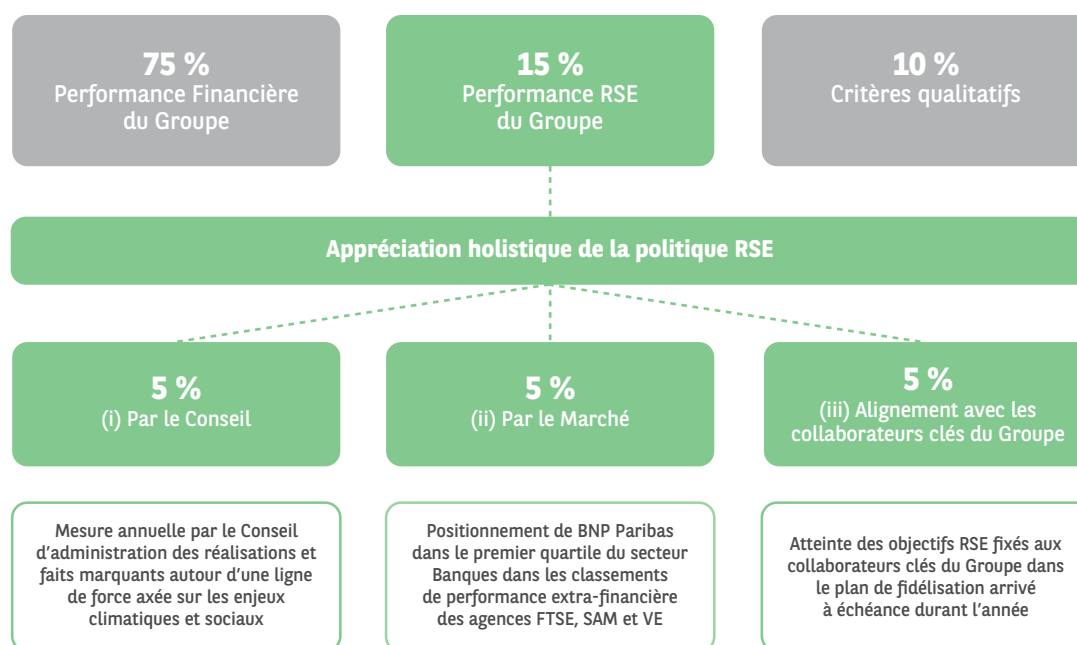 75 %
Performance Financière
du Groupe
15 %
Performance RSE
du Groupe
10 %
Critères qualitatifs
Appréciation holistique de la politique RSE
5 %
(i) Par le Conseil
5 %
(ii) Par le Marché
5 %
(iii) Alignement avec les
collaborateurs clés du Groupe
Mesure annuelle par le Conseil
d’administration des réalisations et
faits marquants autour d’une ligne
de force axée sur les enjeux
climatiques et sociaux
Positionnement de BNP Paribas
dans le premier quartile du secteur
Banques dans les classements
de performance extra-financière
des agences FTSE, SAM et VE
Atteinte des objectifs RSE fixés aux
collaborateurs clés du Groupe dans
le plan de fidélisation arrivé
à échéance durant l’année